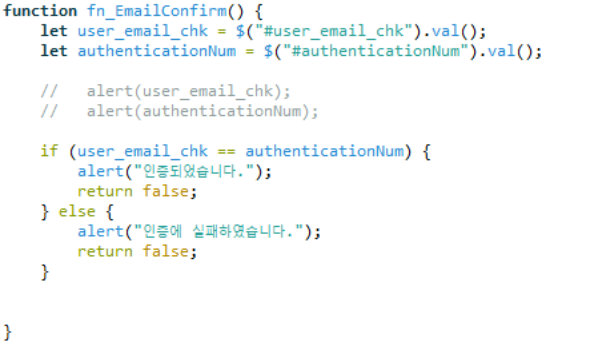 function fn_EmailConfirm() {
    let user_email_chk = $("#user_email_chk").val();
    let authenticationNum = $("#authenticationNum").val();
    //   alert(user_email_chk);
    //   alert(authenticationNum);
    if (user_email_chk == authenticationNum) {
        alert("인증되었습니다.");
        return false;
    } else {
        alert("인증에 실패하였습니다.");
        return false;
    }
}